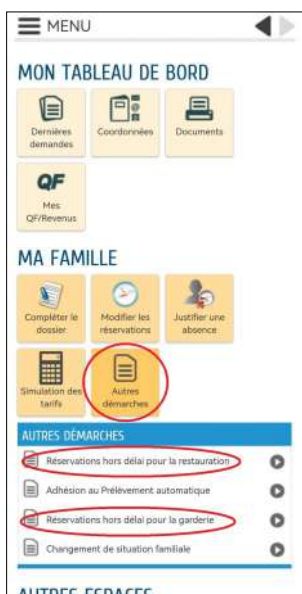 MENU
MON TABLEAU DE BORD
Dernières
demandes
Coordonnées
Documents
QF
Mes
QF/Revenus
MA FAMILLE
Compléter le
dossier
Modifier les
réservations
Justifier une
absence
Simulation des
tarifs
Autres
démarches
AUTRES DÉMARCHES
Réservations hors délai pour la restauration
Adhésion au Prélèvement automatique
Réservations hors délai pour la garderie
Changement de situation familiale
AUTRES ESPACES